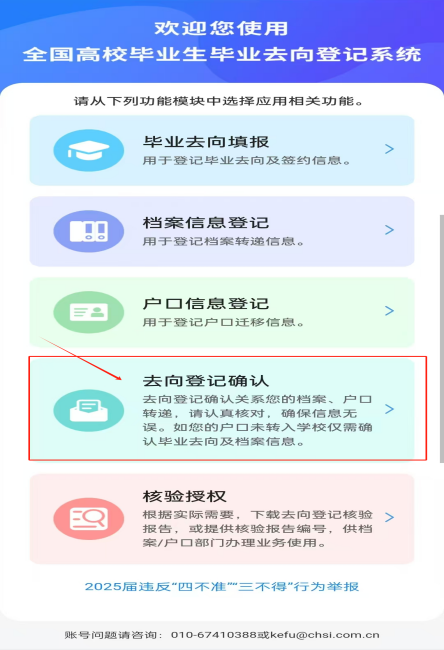 欢迎您使用
全国高校毕业生毕业去向登记系统
请从下列功能模块中选择应用相关功能。
毕业去向填报
用于登记毕业去向及签约信息。
档案信息登记
用于登记档案转递信息。
户口信息登记
用于登记户口迁移信息。
去向登记确认
去向登记确认关系您的档案、户口
转递，请认真核对，确保信息无
误。如您的户口未转入学校仅需确
认毕业去向及档案信息。
核验授权
根据实际需要，下载去向登记核验
报告，或提供核验报告编号，供档
案/户口部门办理业务使用。
2025届违反“四不准”“三不得”行为举报
账号问题请咨询：010-67410388或kefu@chsi.com.cn